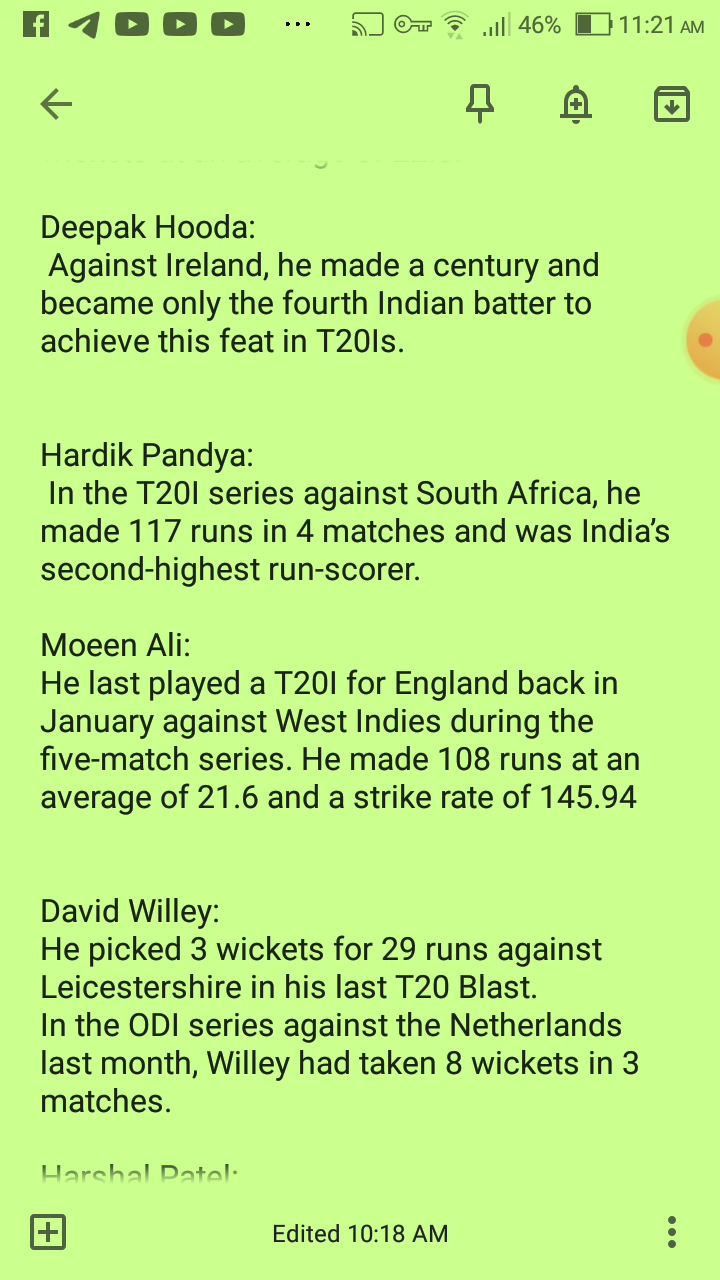 46% 11:21 AM
Deepak Hooda:
Against Ireland, he made a century and
became only the fourth Indian batter to
achieve this feat in T20Is.
Hardik Pandya:
In the T20I series against South Africa, he
made 117 runs in 4 matches and was India’s
second-highest run-scorer.
Moeen Ali:
He last played a T20I for England back in
January against West Indies during the
five-match series. He made 108 runs at an
average of 21.6 and a strike rate of 145.94
David Willey:
He picked 3 wickets for 29 runs against
Leicestershire in his last T20 Blast.
In the ODI series against the Netherlands
last month, Willey had taken 8 wickets in 3
matches.
Harshal Patel:
Edited 10:18 AM